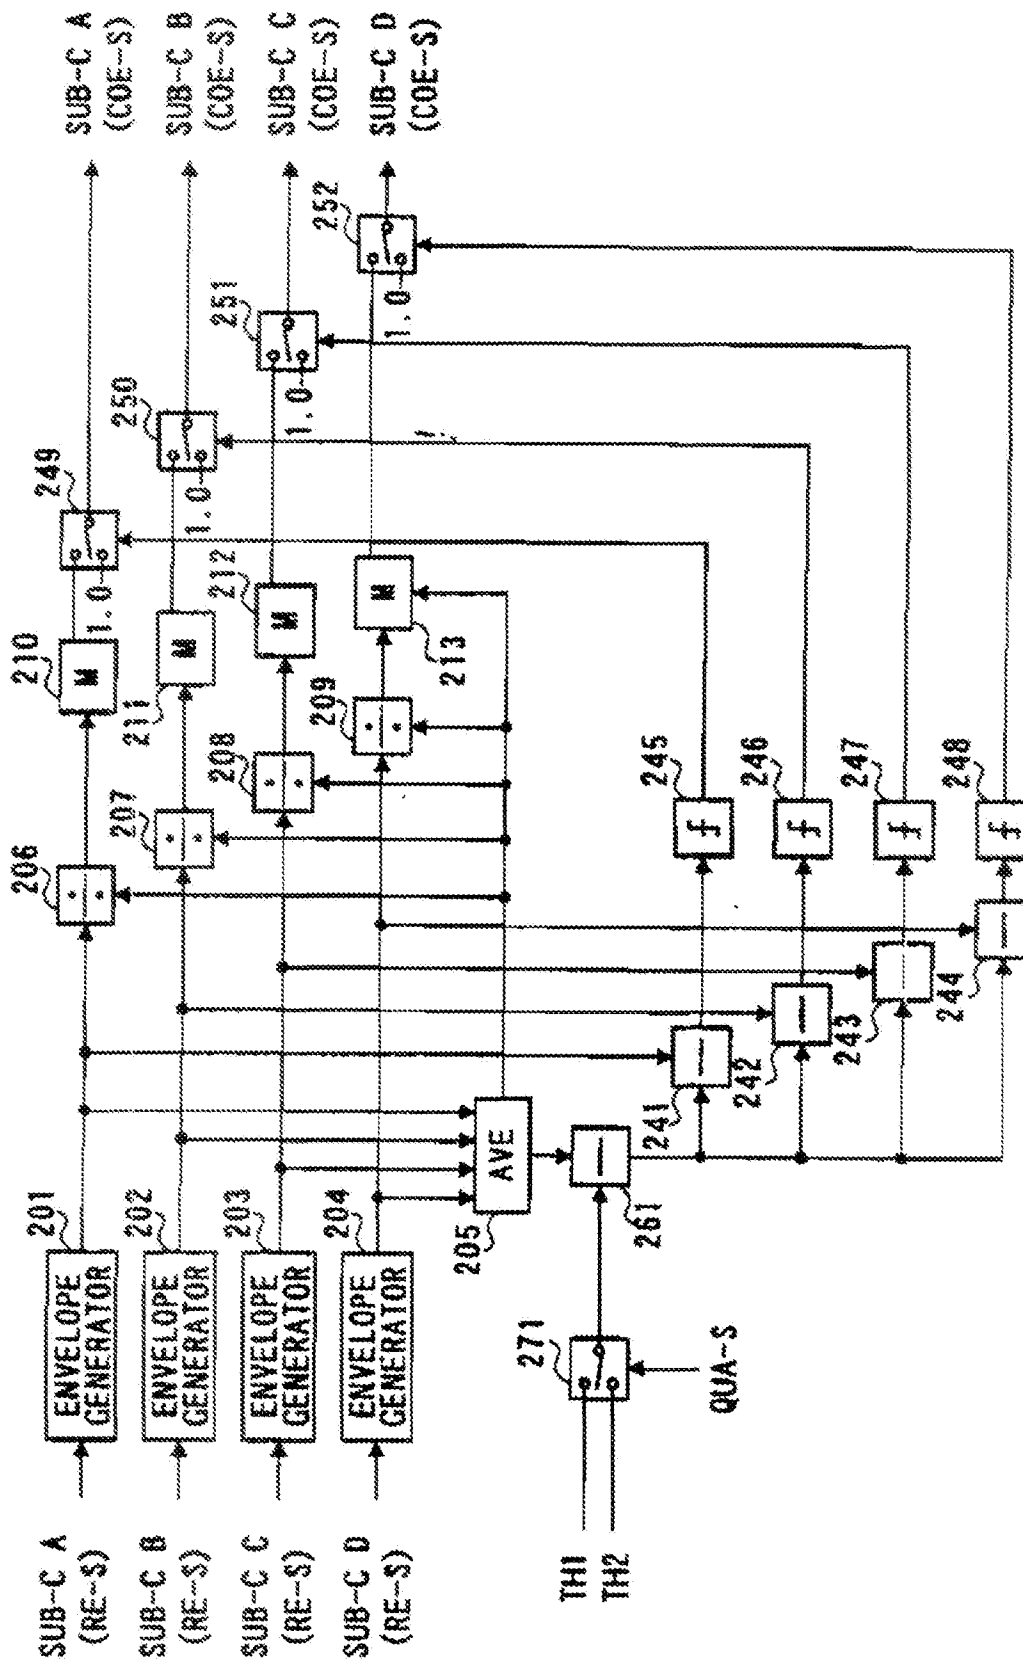 SUB-C A
(RE-S)
SUB-C B
(RE-S)
SUB-C C
(RE-S)
SUB-C D
(RE-S)
ENVELOPE
GENERATOR
201
ENVELOPE
GENERATOR
202
ENVELOPE
GENERATOR
203
ENVELOPE
GENERATOR
204
TH1
TH2
271
QUA-S
205
AVE
261
206
207
208
209
210
M
211
M
212
M
213
M
241
242
243
244
245
246
247
248
249
1.0
250
1.0
251
1.0
252
1.0
SUB-C A
(COE-S)
SUB-C B
(COE-S)
SUB-C C
(COE-S)
SUB-C D
(COE-S)